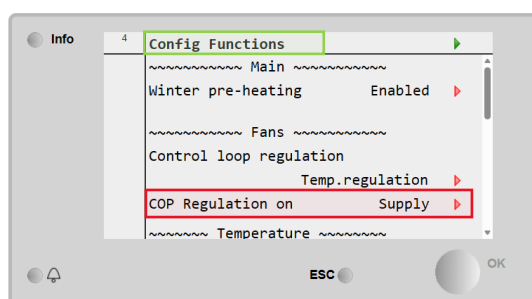 Info
4 Config Functions
~~~~~~~~~~~ Main ~~~~~~~~~~~
Winter pre-heating Enabled
~~~~~~~~~~~ Fans ~~~~~~~~~~~
Control loop regulation
Temp.regulation
COP Regulation on Supply
~~~~~~~ Temperature ~~~~~~~~
OK
ESC